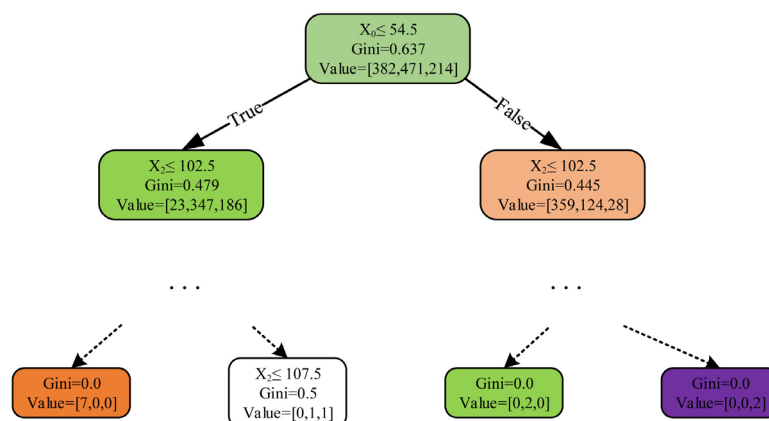 X₀≤ 54.5
Gini=0.637
Value=[382,471,214]
True
False
X₂≤ 102.5
Gini=0.479
Value=[23,347,186]
X₂≤ 102.5
Gini=0.445
Value=[359,124,28]
. . .
. . .
Gini=0.0
Value=[7,0,0]
X₂≤ 107.5
Gini=0.5
Value=[0,1,1]
Gini=0.0
Value=[0,2,0]
Gini=0.0
Value=[0,0,2]